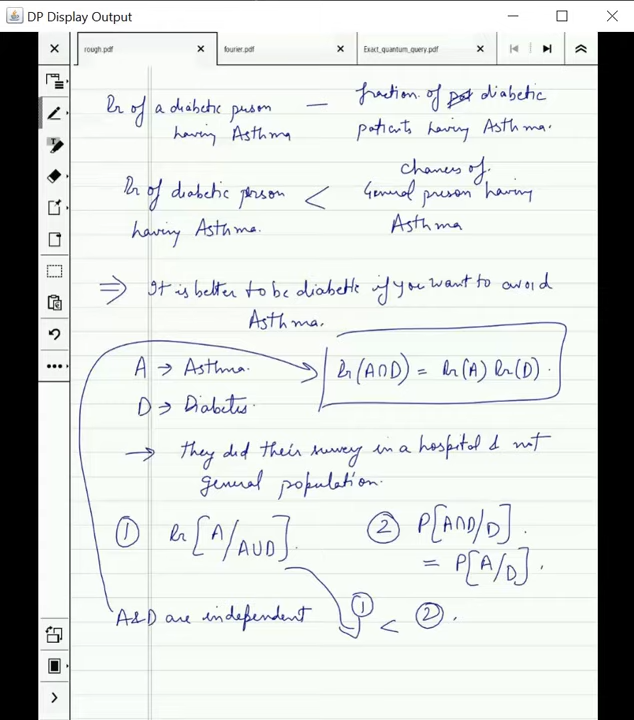 DP Display Output
rough.pdf
fourier.pdf
Exact_quantum_query.pdf
Pr of a diabetic person having Asthma
—
fraction of diabetic patients having Asthma.
Pr of diabetic person having Asthma.
<
chances of General person having Asthma
⇒ It is better to be diabetic if you want to avoid
Asthma.
A → Asthma.
Pr(A∩D) = Pr(A) Pr(D).
D → Diabetes.
→ they did their survey in a hospital & not
general population.
① Pr[A/A∪D].
② P[A∩D/D].
= P[A/D].
A&D are independent
① < ②.